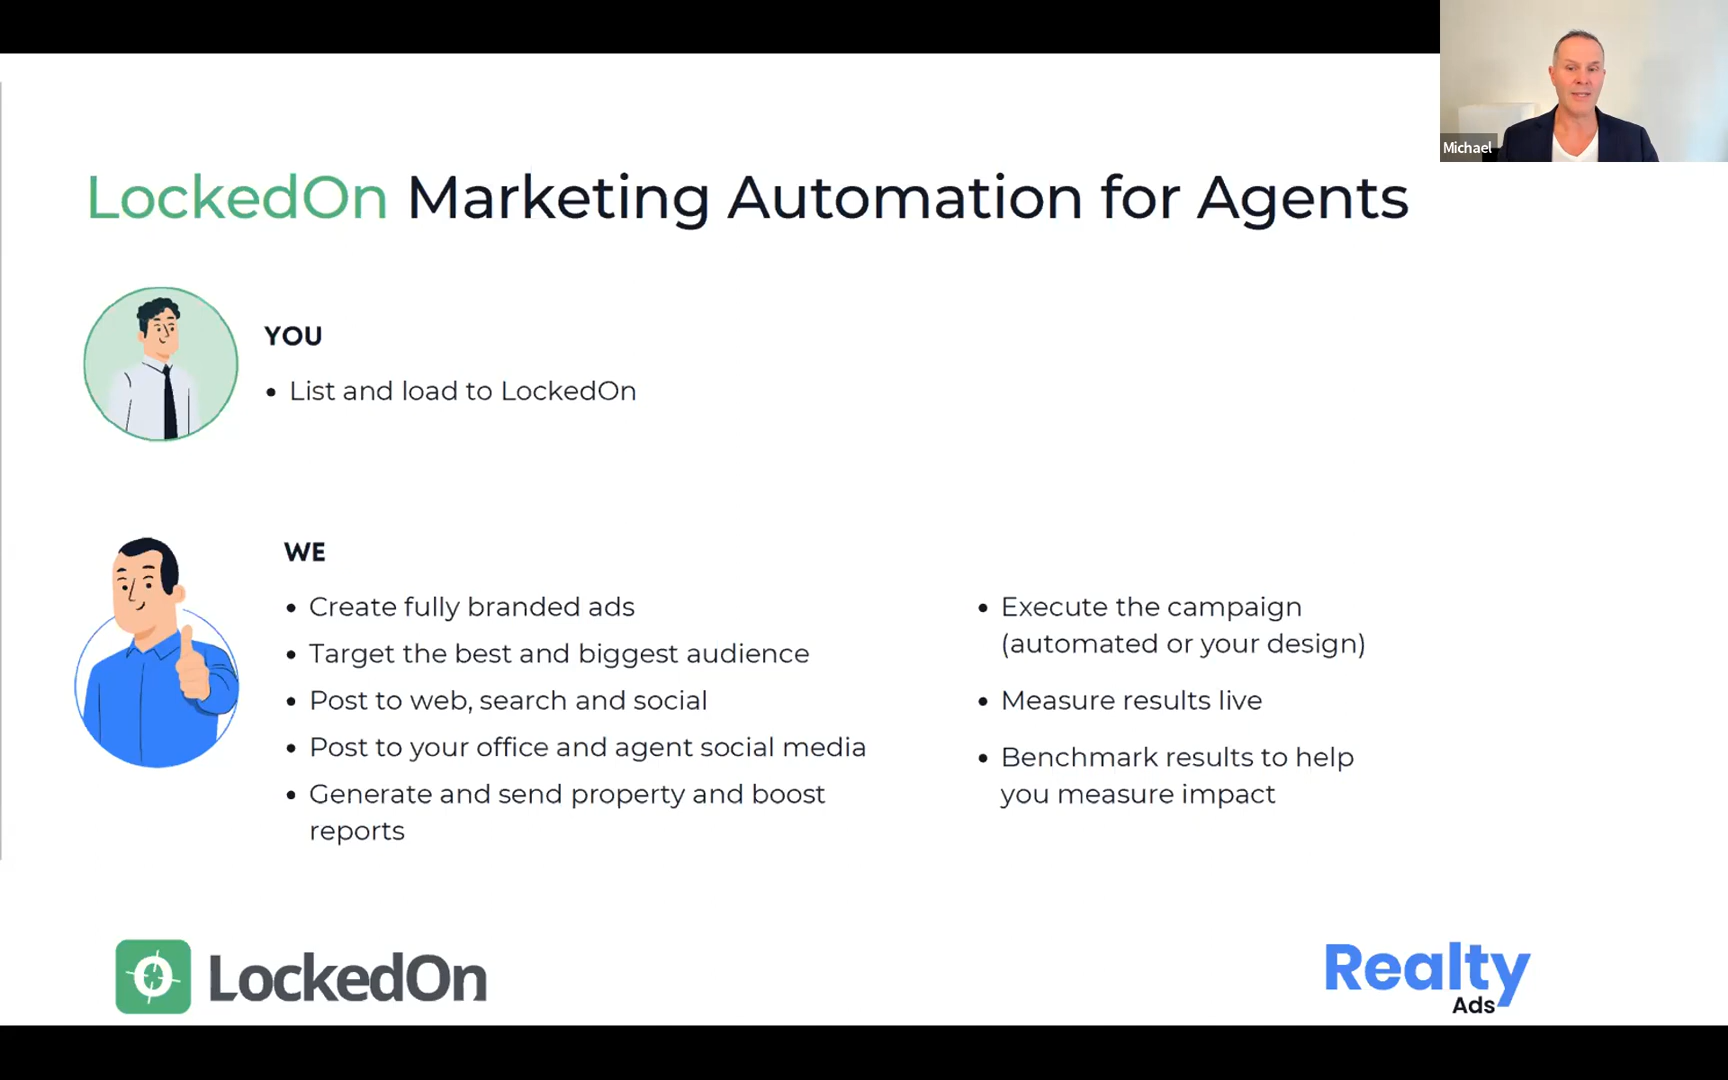 Michael
LockedOn Marketing Automation for Agents
YOU
• List and load to LockedOn
WE
• Create fully branded ads
• Target the best and biggest audience
• Post to web, search and social
• Post to your office and agent social media
• Generate and send property and boost
reports
• Execute the campaign
(automated or your design)
• Measure results live
• Benchmark results to help
you measure impact
LockedOn
Realty
Ads